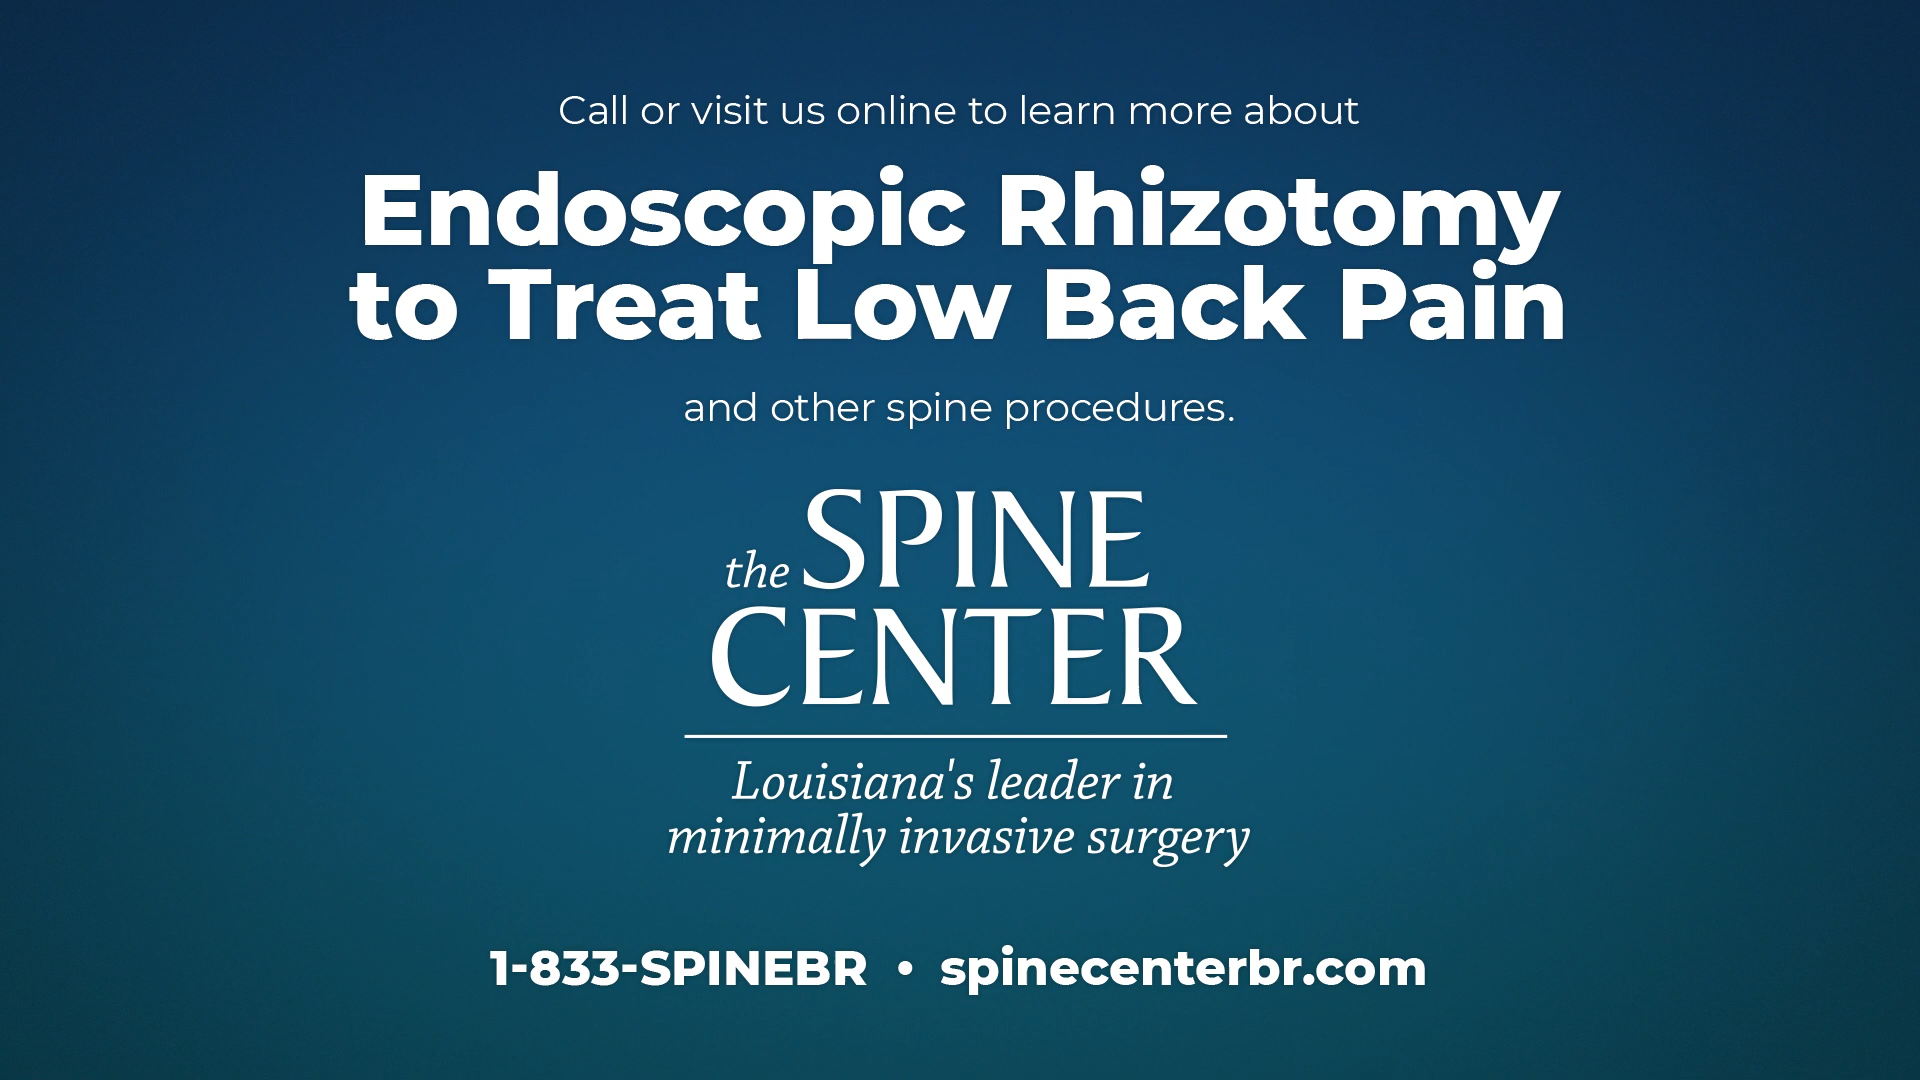 Call or visit us online to learn more about
Endoscopic Rhizotomy
to Treat Low Back Pain
and other spine procedures.
the SPINE
CENTER
Louisiana's leader in
minimally invasive surgery
1-833-SPINEBR • spinecenterbr.com